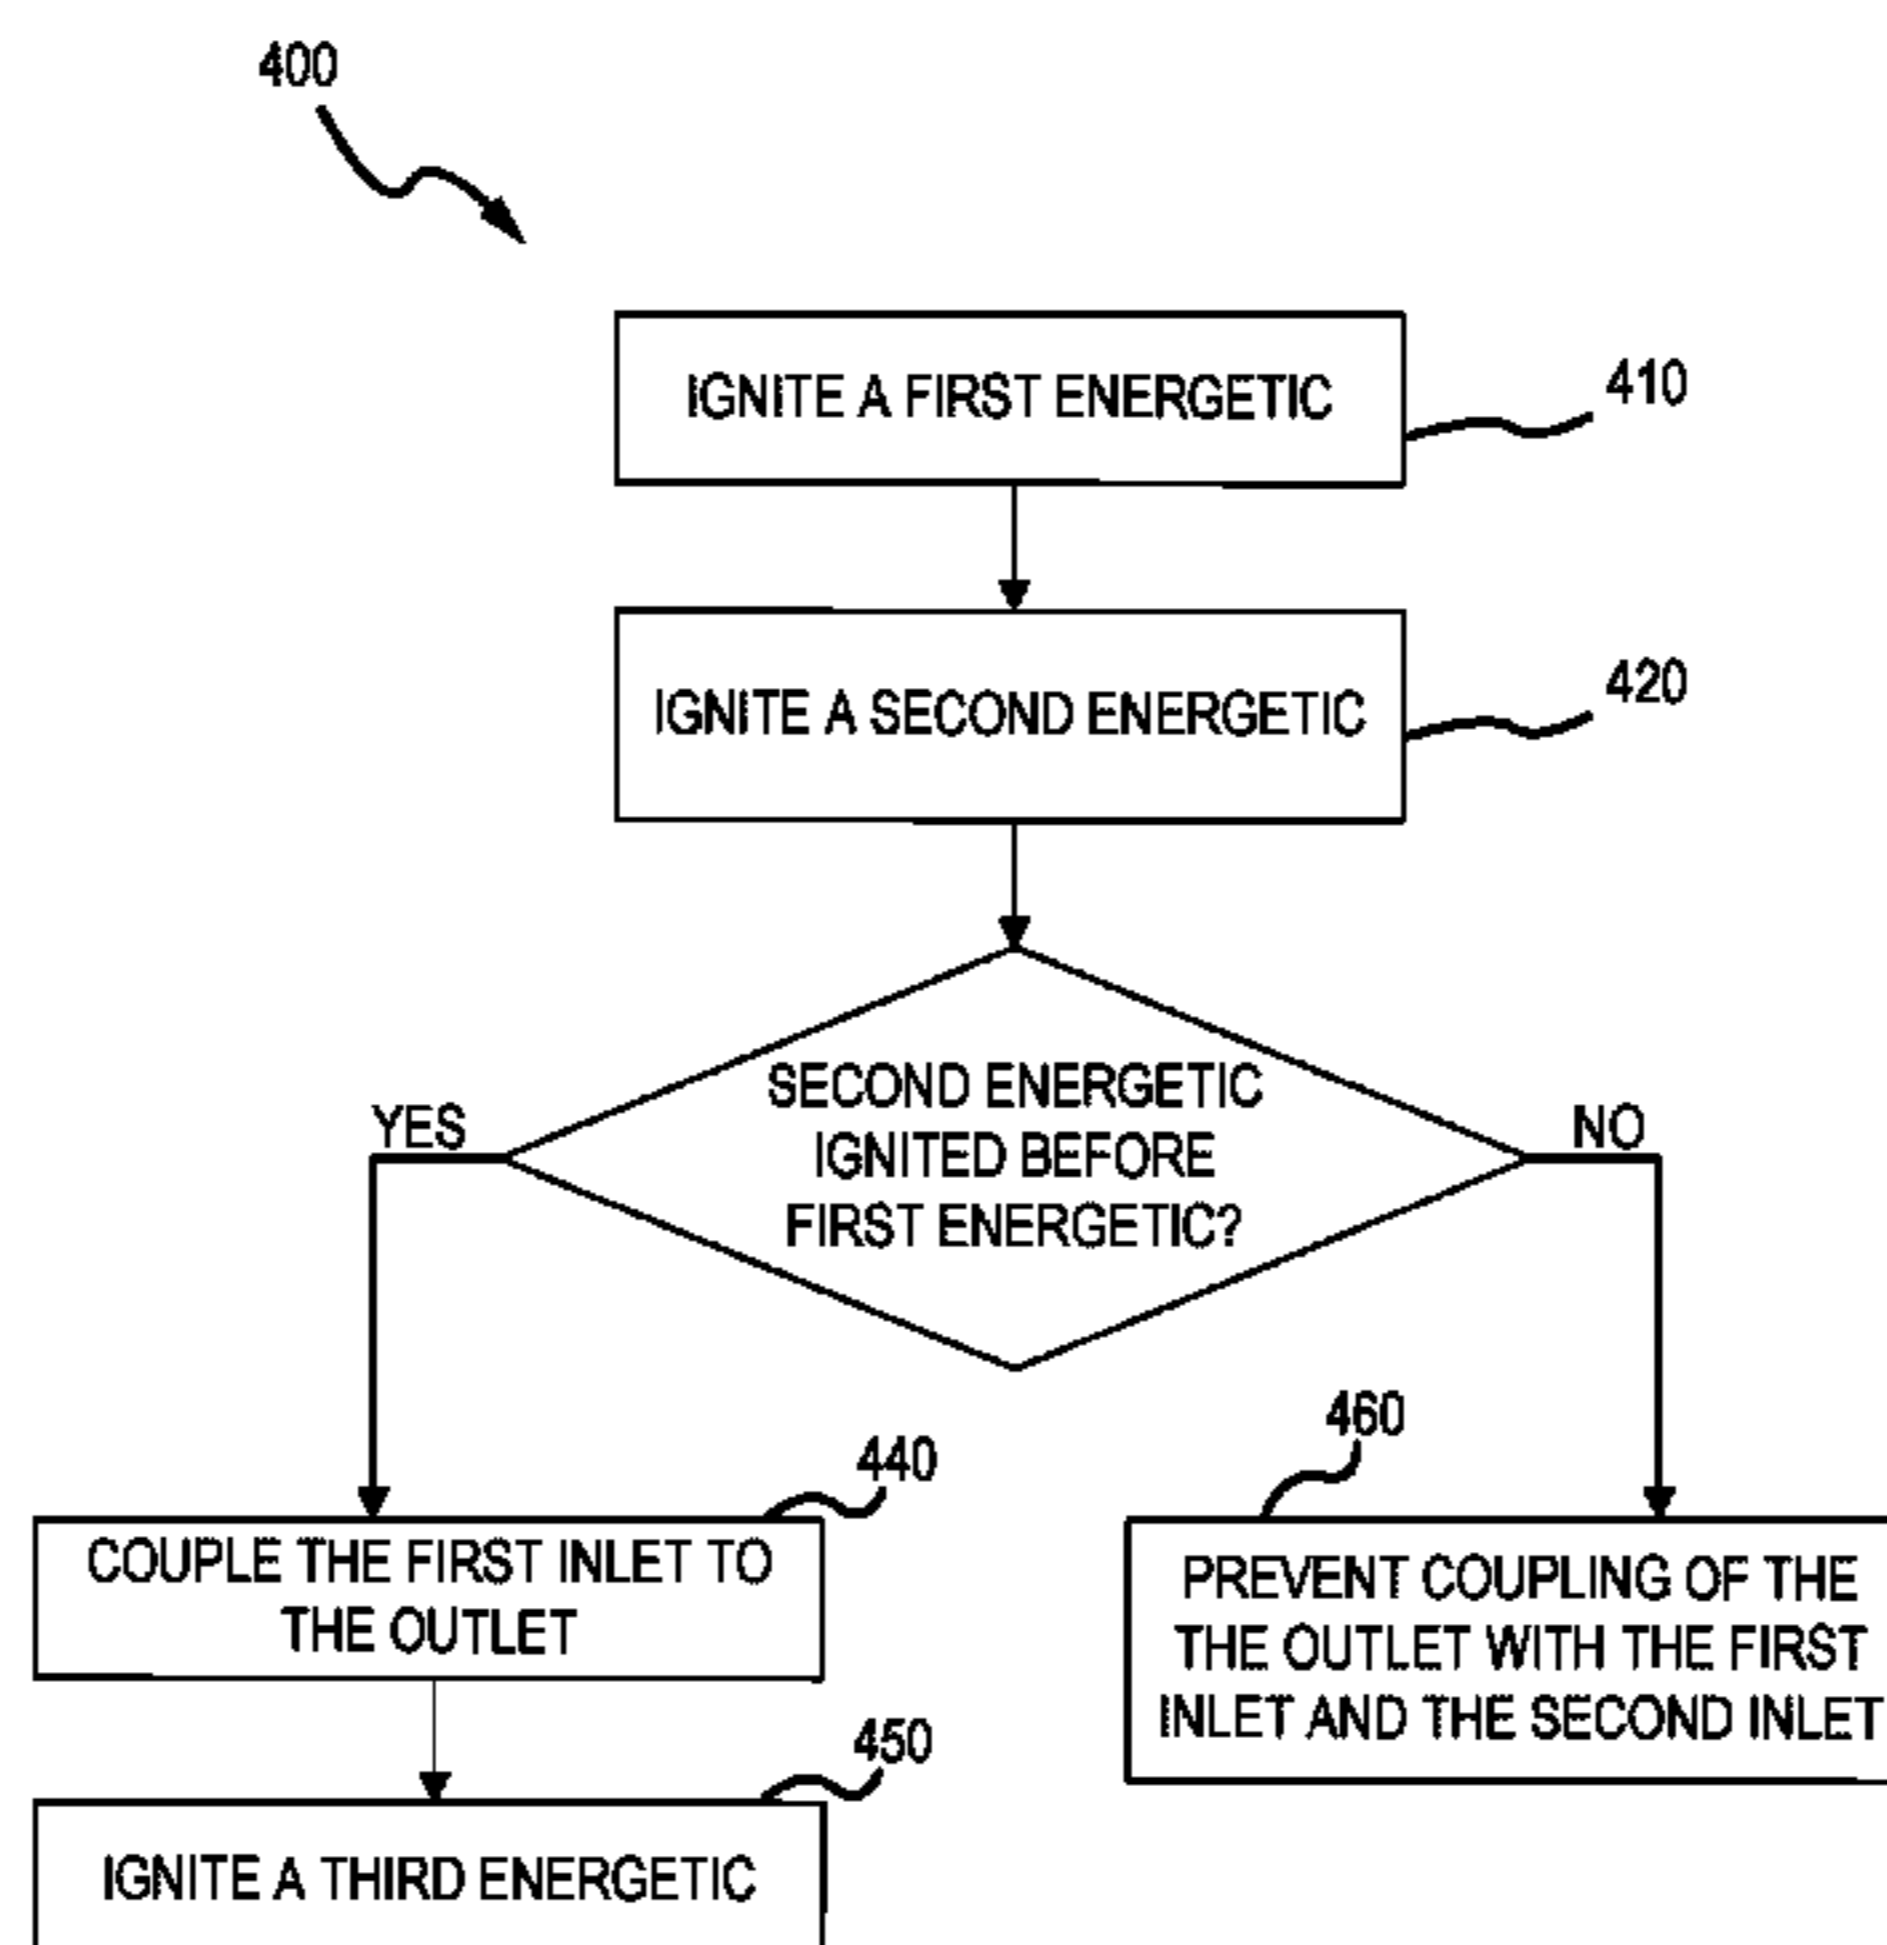 400
IGNITE A FIRST ENERGETIC
410
IGNITE A SECOND ENERGETIC
420
SECOND ENERGETIC
IGNITED BEFORE
FIRST ENERGETIC?
YES
NO
440
COUPLE THE FIRST INLET TO
THE OUTLET
460
PREVENT COUPLING OF THE
THE OUTLET WITH THE FIRST
INLET AND THE SECOND INLET
450
IGNITE A THIRD ENERGETIC